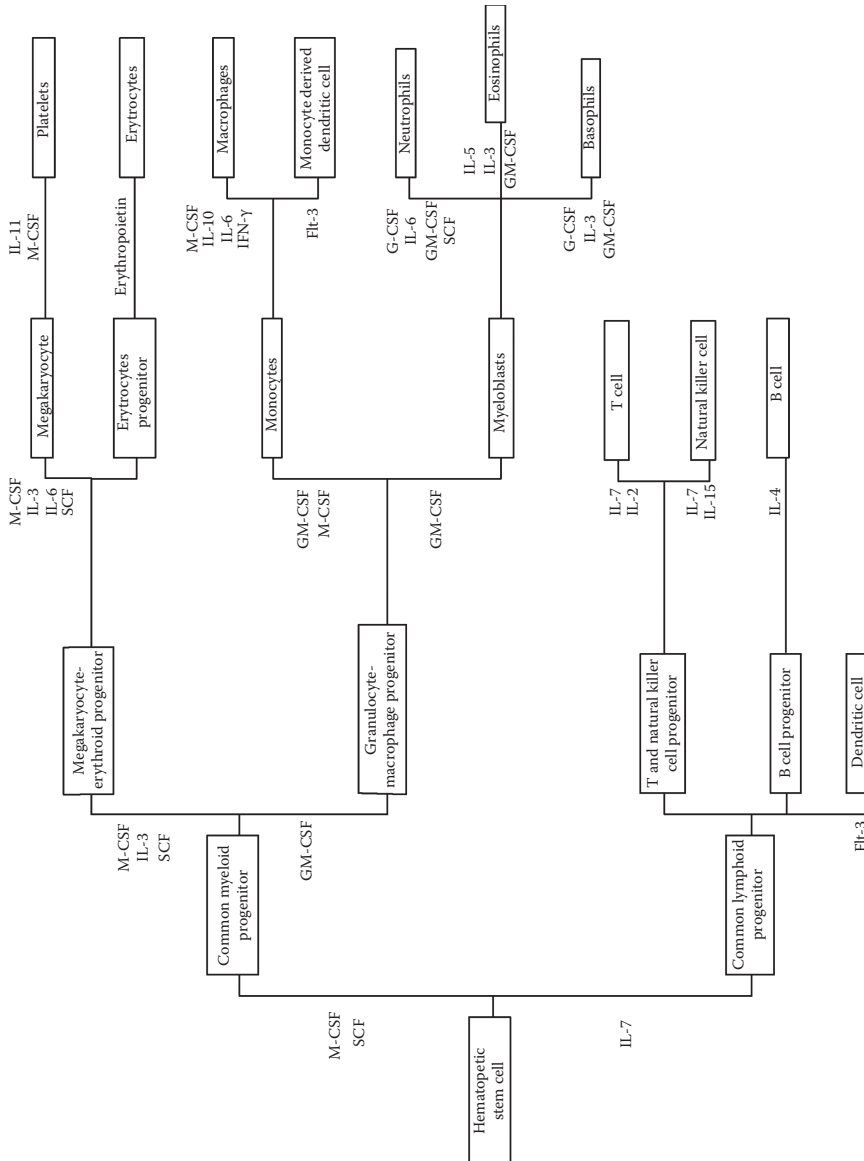 Hematopetic
stem cell
M-CSF
SCF
IL-7
Common myeloid
progenitor
Common lymphoid
progenitor
M-CSF
IL-3
SCF
GM-CSF
Flt-3
Megakaryocyte-
erythroid progenitor
Granulocyte-
macrophage progenitor
T and natural killer
cell progenitor
B cell progenitor
Dendritic cell
M-CSF
IL-3
IL-6
SCF
GM-CSF
M-CSF
GM-CSF
IL-7
IL-2
IL-7
IL-15
IL-4
Megakaryocyte
Erytrocytes
progenitor
Monocytes
Myeloblasts
T cell
Natural killer cell
B cell
IL-11
M-CSF
Erythropoietin
M-CSF
IL-10
IL-6
IFN-γ
Flt-3
G-CSF
IL-6
GM-CSF
SCF
IL-5
IL-3
GM-CSF
G-CSF
IL-3
GM-CSF
Platelets
Erytrocytes
Macrophages
Monocyte derived
dendritic cell
Neutrophils
Eosinophils
Basophils